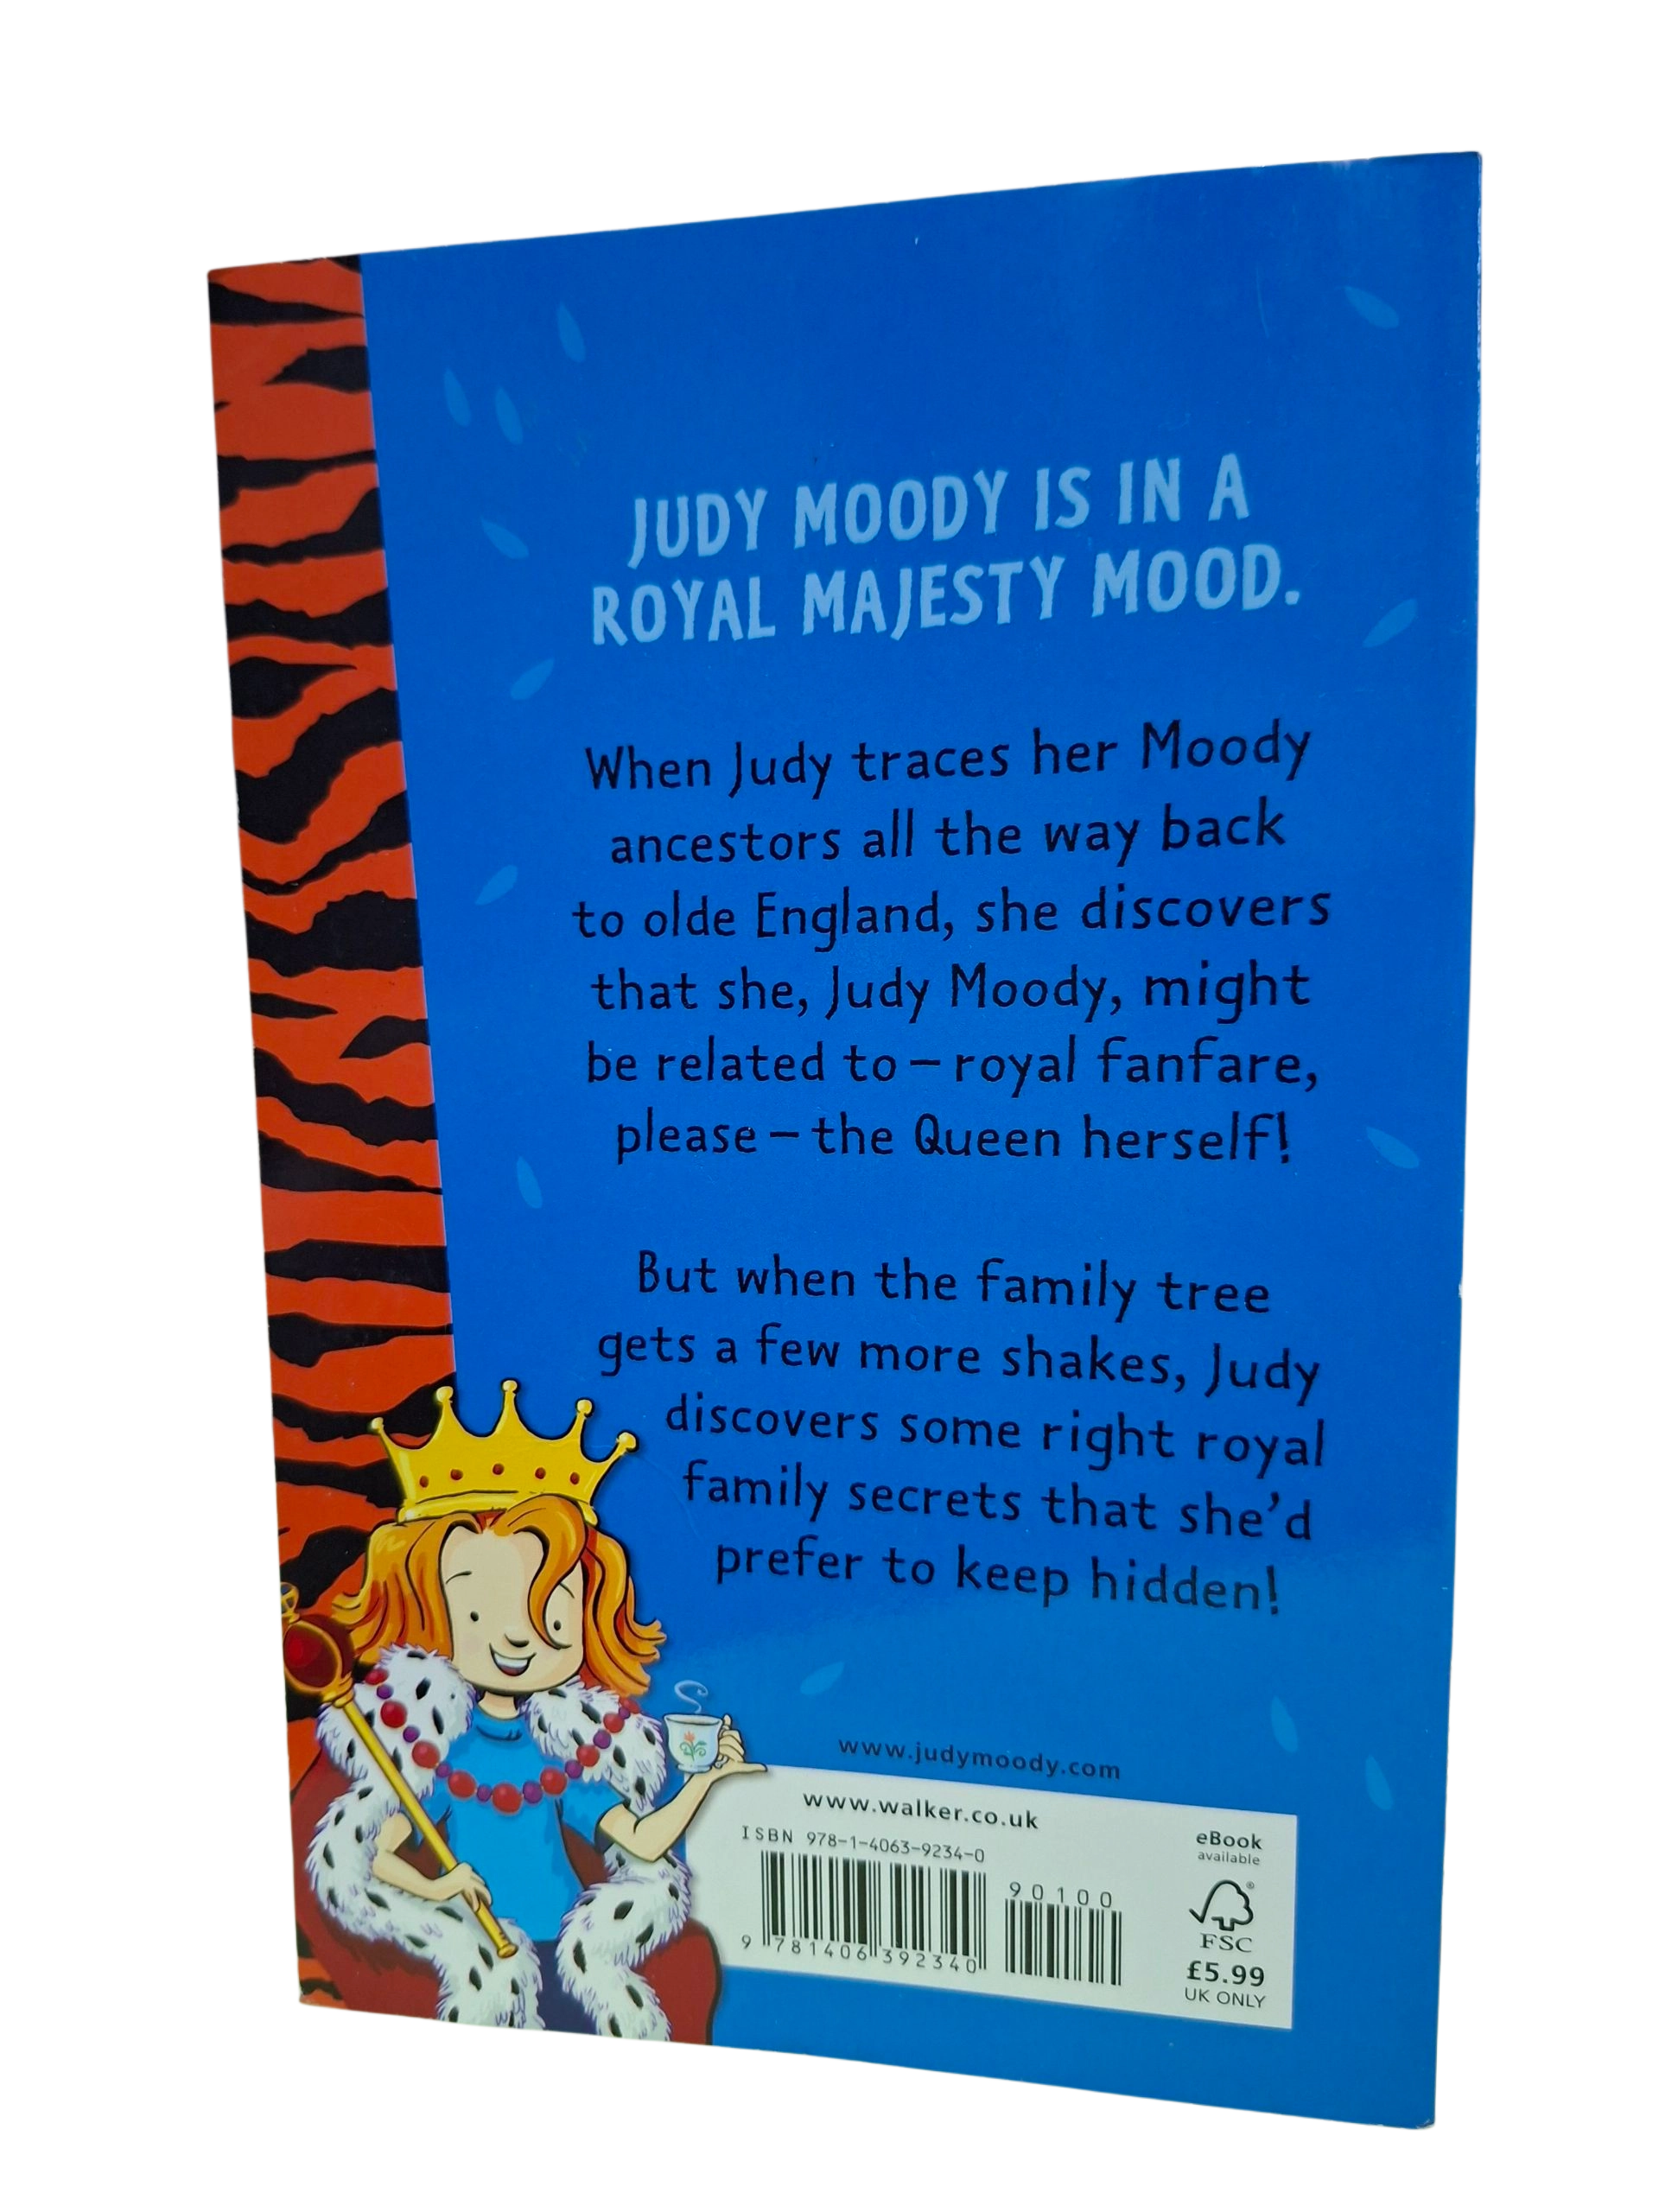 JUDY MOODY IS IN A
ROYAL MAJESTY MOOD.
When Judy traces her Moody
ancestors all the way back
to olde England, she discovers
that she, Judy Moody, might
be related to – royal fanfare,
please – the Queen herself!
But when the family tree
gets a few more shakes, Judy
discovers some right royal
family secrets that she'd
prefer to keep hidden!
www.judymoody.com
www.walker.co.uk
ISBN 978-1-4063-9234-0
90100
9 781406 392340
eBook
available
®
FSC
£5.99
UK ONLY